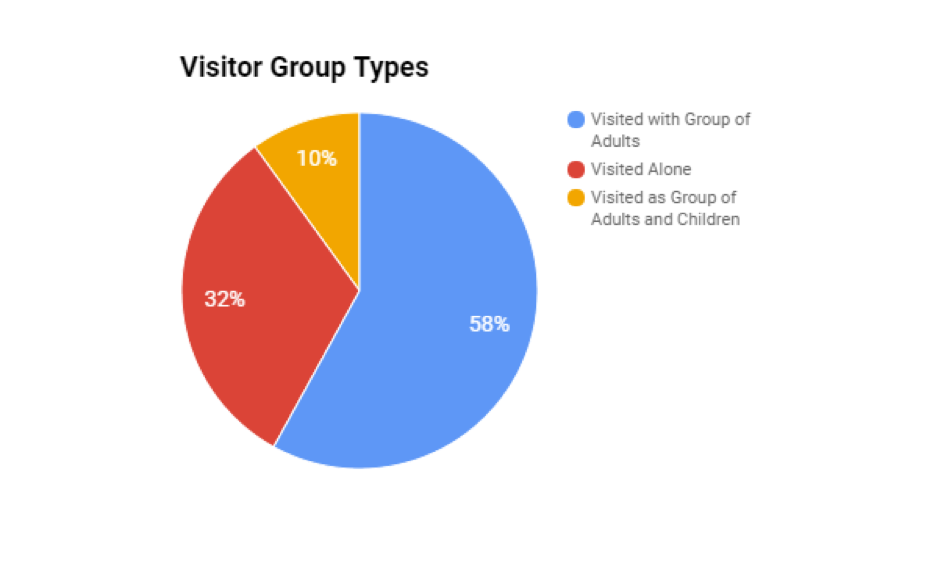 Visitor Group Types
Visited with Group of
Adults
Visited Alone
Visited as Group of
Adults and Children
10%
32%
58%